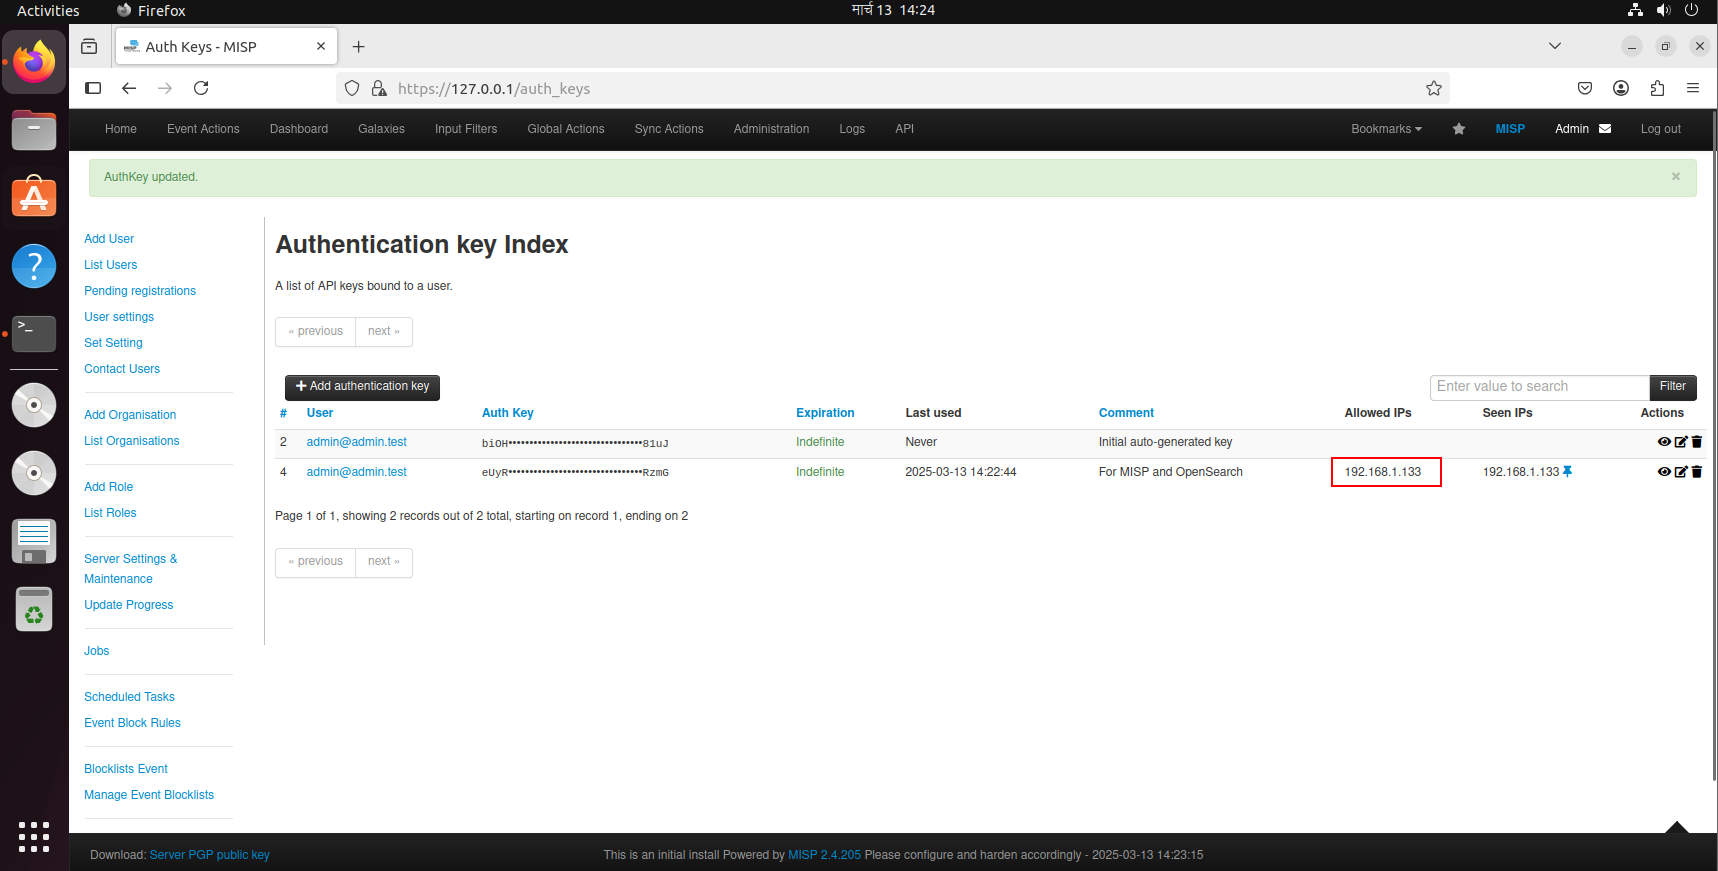 Activities Firefox मार्च 13 14:24
Auth Keys - MISP
https://127.0.0.1/auth_keys
Home Event Actions Dashboard Galaxies Input Filters Global Actions Sync Actions Administration Logs API Bookmarks MISP Admin Log out
AuthKey updated. ×
Add User
List Users
Pending registrations
User settings
Set Setting
Contact Users
Add Organisation
List Organisations
Add Role
List Roles
Server Settings &
Maintenance
Update Progress
Jobs
Scheduled Tasks
Event Block Rules
Blocklists Event
Manage Event Blocklists
Authentication key Index
A list of API keys bound to a user.
« previous next »
+ Add authentication key Enter value to search Filter
# User Auth Key Expiration Last used Comment Allowed IPs Seen IPs Actions
2 admin@admin.test biOH••••••••••••••••••••••••••••••••81uJ Indefinite Never Initial auto-generated key
4 admin@admin.test eUyR••••••••••••••••••••••••••••••••RzmG Indefinite 2025-03-13 14:22:44 For MISP and OpenSearch 192.168.1.133 192.168.1.133
Page 1 of 1, showing 2 records out of 2 total, starting on record 1, ending on 2
« previous next »
Download: Server PGP public key This is an initial install Powered by MISP 2.4.205 Please configure and harden accordingly - 2025-03-13 14:23:15